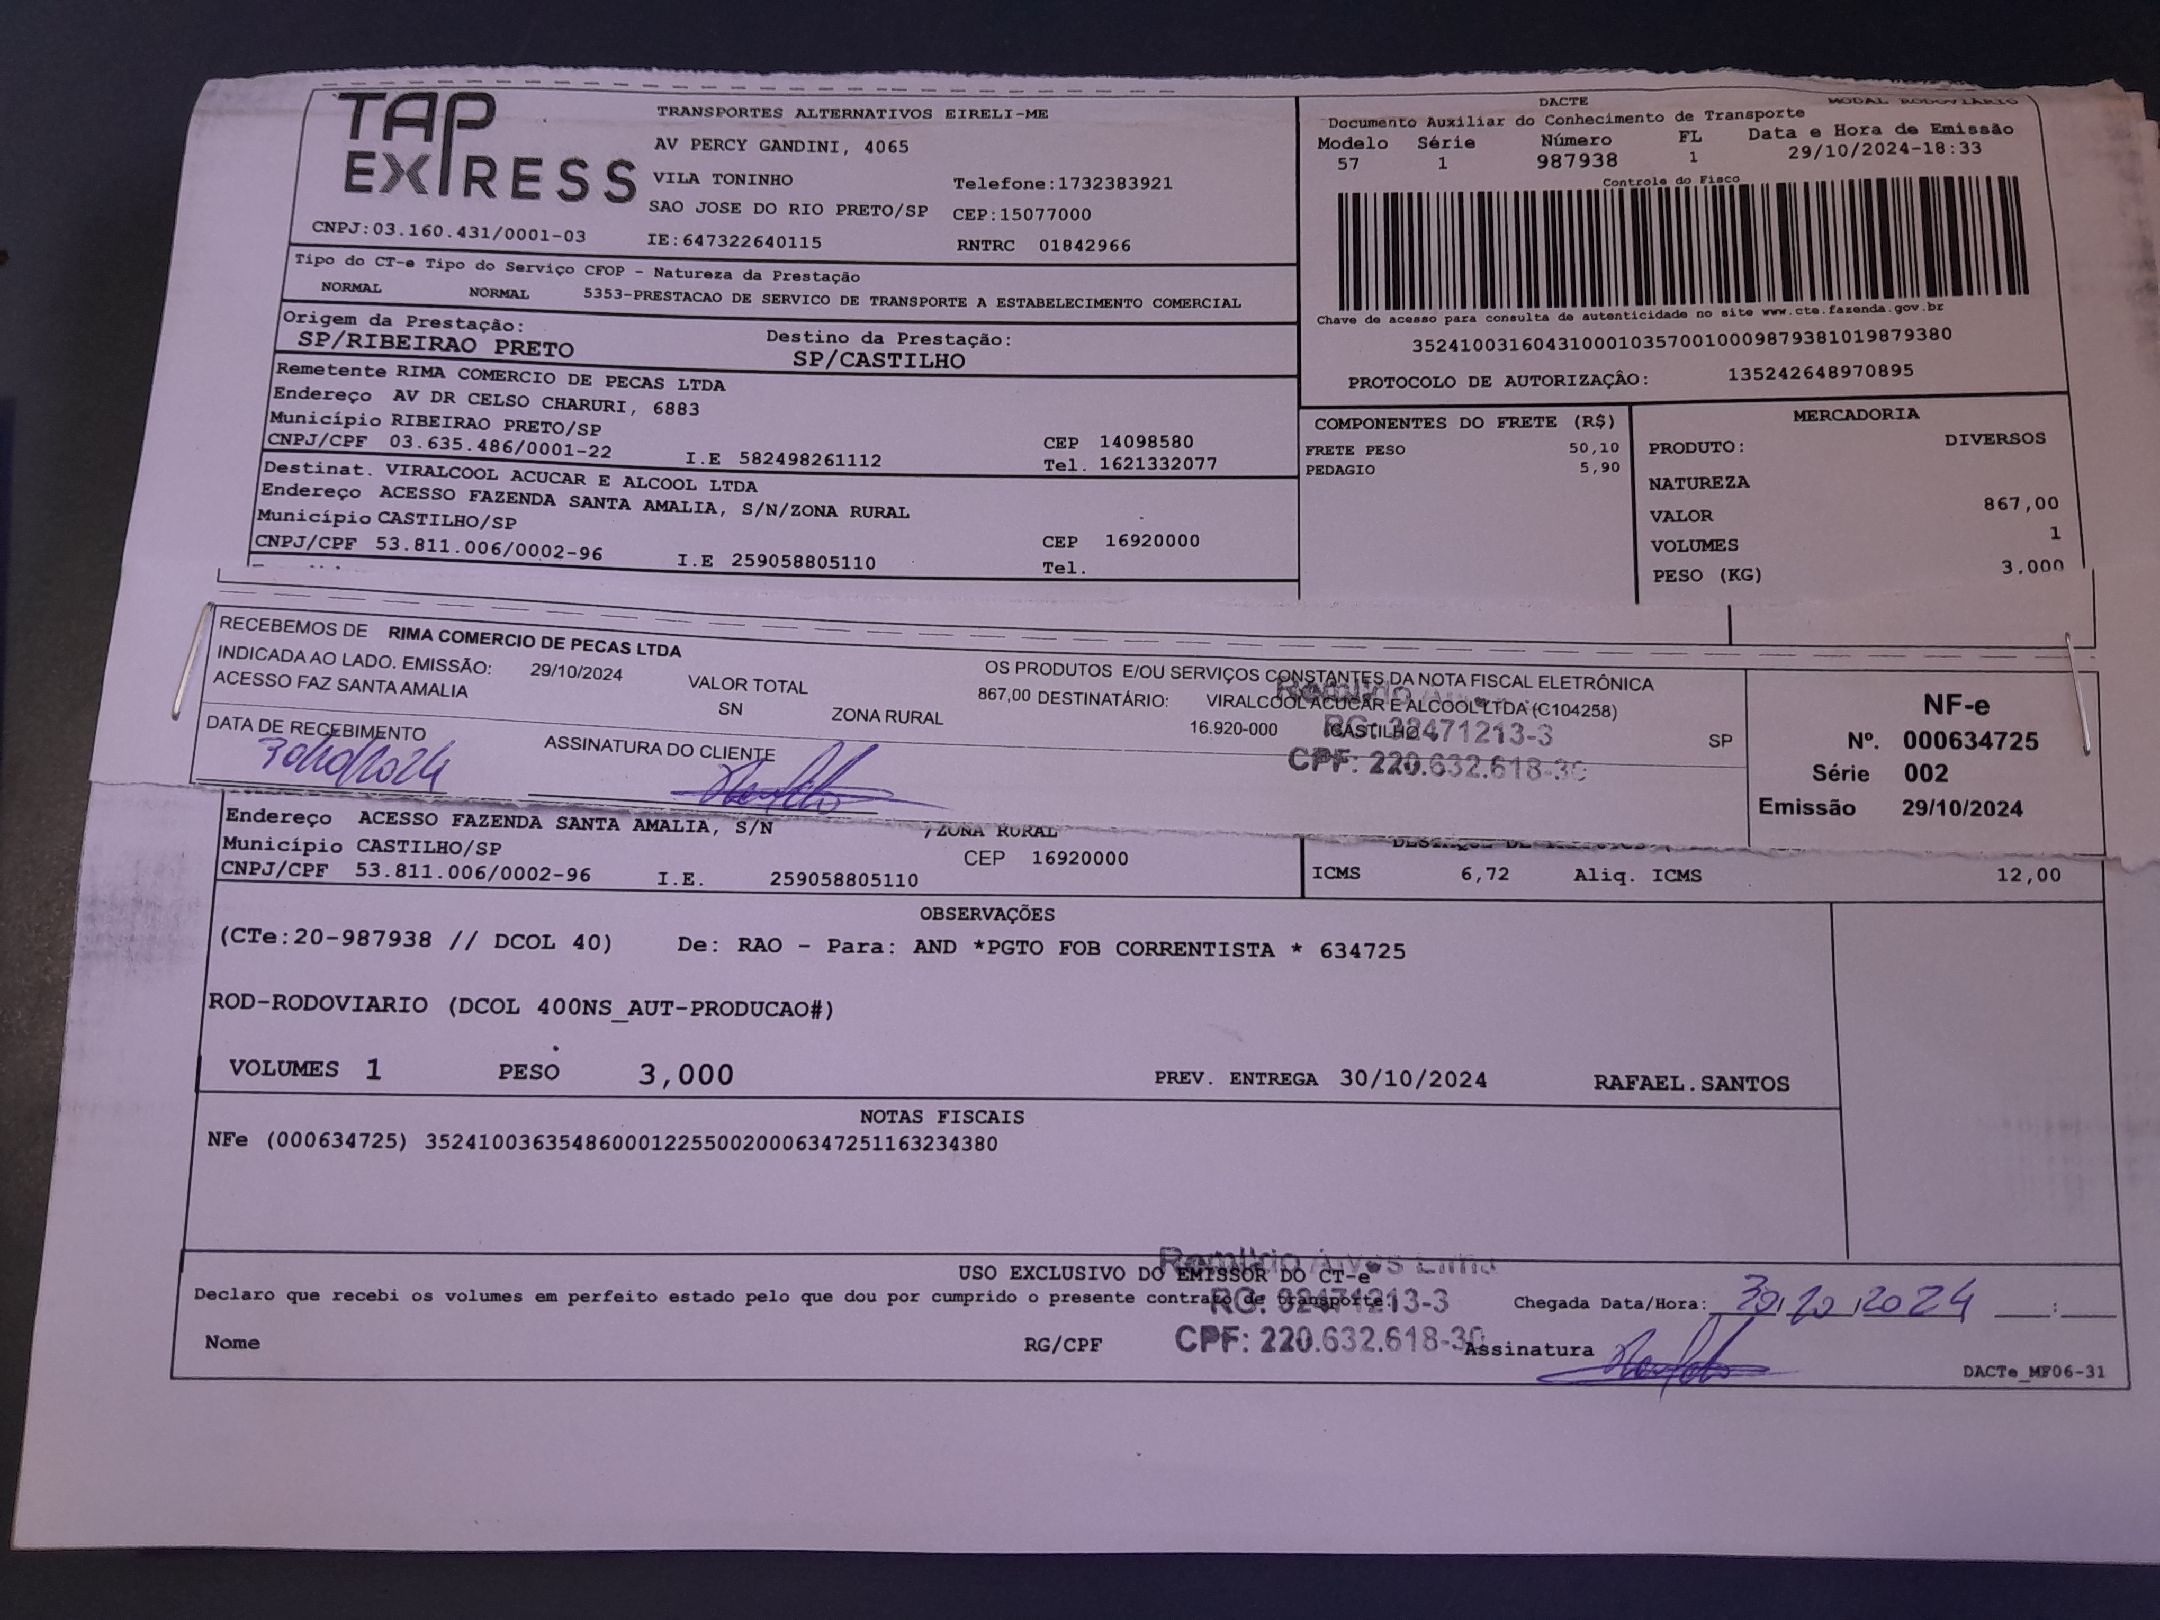 TAP EXPRESS
TRANSPORTES ALTERNATIVOS EIRELI-ME
AV PERCY GANDINI, 4065
VILA TONINHO Telefone:1732383921
SAO JOSE DO RIO PRETO/SP CEP:15077000
CNPJ:03.160.431/0001-03 IE:647322640115 RNTRC 01842966
DACTE MODAL RODOVIÁRIO
Documento Auxiliar do Conhecimento de Transporte
Modelo Série Número FL Data e Hora de Emissão
57 1 987938 1 29/10/2024-18:33
Controle do Fisco
Chave de acesso para consulta de autenticidade no site www.cte.fazenda.gov.br
35241003160431000103570010009879381019879380
PROTOCOLO DE AUTORIZAÇÃO: 135242648970895
Tipo do CT-e Tipo do Serviço CFOP - Natureza da Prestação
NORMAL NORMAL 5353-PRESTACAO DE SERVICO DE TRANSPORTE A ESTABELECIMENTO COMERCIAL
Origem da Prestação: Destino da Prestação:
SP/RIBEIRAO PRETO SP/CASTILHO
Remetente RIMA COMERCIO DE PECAS LTDA
Endereço AV DR CELSO CHARURI, 6883
Município RIBEIRAO PRETO/SP CEP 14098580
CNPJ/CPF 03.635.486/0001-22 I.E 582498261112 Tel. 1621332077
Destinat. VIRALCOOL ACUCAR E ALCOOL LTDA
Endereço ACESSO FAZENDA SANTA AMALIA, S/N/ZONA RURAL
Município CASTILHO/SP CEP 16920000
CNPJ/CPF 53.811.006/0002-96 I.E 259058805110 Tel.
COMPONENTES DO FRETE (R$)
FRETE PESO 50,10
PEDAGIO 5,90
MERCADORIA
PRODUTO: DIVERSOS
NATUREZA
VALOR 867,00
VOLUMES 1
PESO (KG) 3,000
RECEBEMOS DE RIMA COMERCIO DE PECAS LTDA OS PRODUTOS E/OU SERVIÇOS CONSTANTES DA NOTA FISCAL ELETRÔNICA
INDICADA AO LADO. EMISSÃO: 29/10/2024 VALOR TOTAL 867,00 DESTINATÁRIO: VIRALCOOL ACUCAR E ALCOOL LTDA (C104258)
ACESSO FAZ SANTA AMALIA SN ZONA RURAL 16.920-000 CASTILHO SP
DATA DE RECEBIMENTO ASSINATURA DO CLIENTE
30/10/2024
RG: 32471213-3
CPF: 220.632.618-30
NF-e
Nº. 000634725
Série 002
Emissão 29/10/2024
Endereço ACESSO FAZENDA SANTA AMALIA, S/N /ZONA RURAL
Município CASTILHO/SP CEP 16920000
CNPJ/CPF 53.811.006/0002-96 I.E. 259058805110
ICMS 6,72 Aliq. ICMS 12,00
OBSERVAÇÕES
(CTe:20-987938 // DCOL 40) De: RAO - Para: AND *PGTO FOB CORRENTISTA * 634725
ROD-RODOVIARIO (DCOL 400NS_AUT-PRODUCAO#)
VOLUMES 1 PESO 3,000 PREV. ENTREGA 30/10/2024 RAFAEL.SANTOS
NOTAS FISCAIS
NFe (000634725) 35241003635486000122550020006347251163234380
USO EXCLUSIVO DO EMISSOR DO CT-e
Declaro que recebi os volumes em perfeito estado pelo que dou por cumprido o presente contrato de transporte. Chegada Data/Hora: 30/10/2024 :
Romildo Alves Lima
RG: 32471213-3
CPF: 220.632.618-30
Nome RG/CPF Assinatura
DACTe_MF06-31